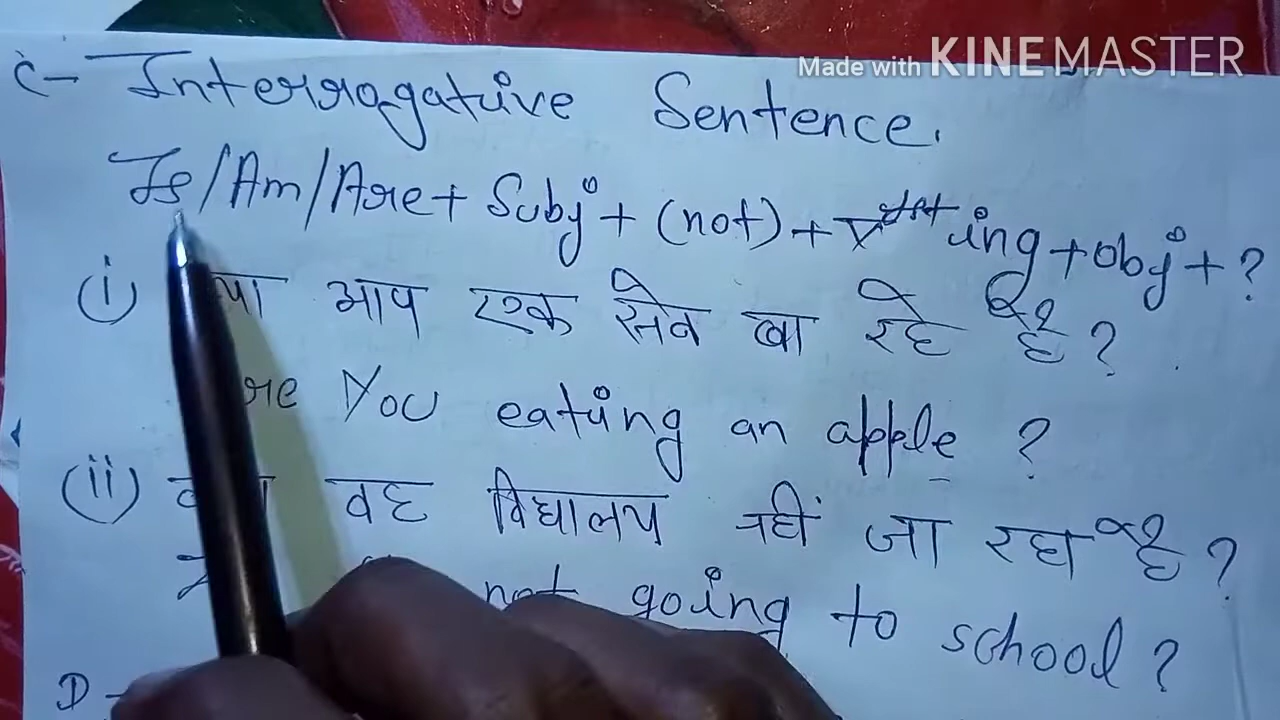 Made with KINEMASTER
C- Interrogative Sentence.
Is/Am/Are + Subj + (not) + V ing + obj + ?
(i) आप एक सेव खा रहे हैं ?
You eating an apple ?
(ii) वह विद्यालय नहीं जा रहा है ?
not going to school ?
D-